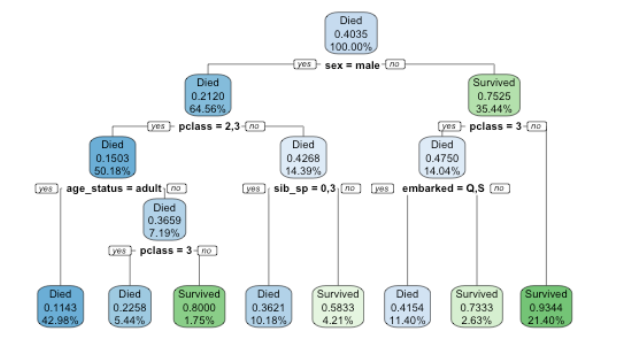 Died
0.4035
100.00%
yes sex = male no
Died
0.2120
64.56%
Survived
0.7525
35.44%
yes pclass = 2,3 no
yes pclass = 3 no
Died
0.1503
50.18%
Died
0.4268
14.39%
Died
0.4750
14.04%
yes age_status = adult no
yes sib_sp = 0,3 no
yes embarked = Q,S no
Died
0.3659
7.19%
yes pclass = 3 no
Died
0.1143
42.98%
Died
0.2258
5.44%
Survived
0.8000
1.75%
Died
0.3621
10.18%
Survived
0.5833
4.21%
Died
0.4154
11.40%
Survived
0.7333
2.63%
Survived
0.9344
21.40%